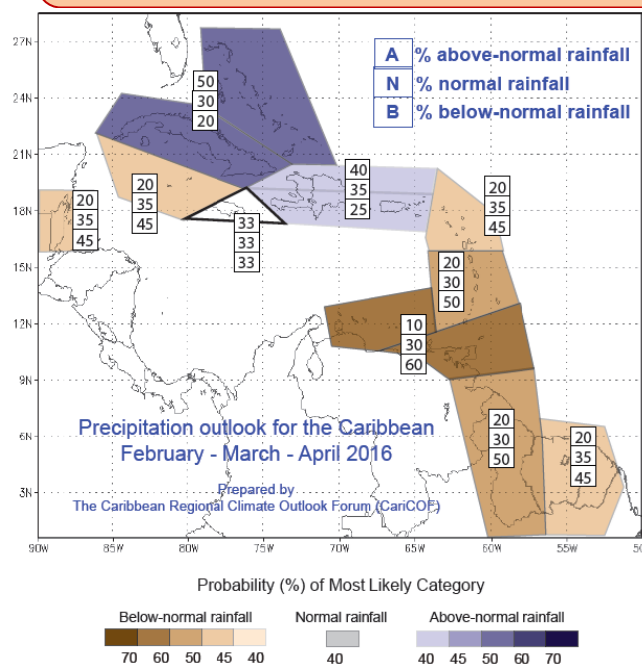 27N
24N
21N
18N
15N
12N
9N
6N
3N
A % above-normal rainfall
N % normal rainfall
B % below-normal rainfall
50
30
20
40
35
25
20
35
45
20
35
45
20
35
45
33
33
33
20
30
50
10
30
60
20
30
50
20
35
45
Precipitation outlook for the Caribbean
February - March - April 2016
Prepared by
The Caribbean Regional Climate Outlook Forum (CariCOF)
90W 85W 80W 75W 70W 65W 60W 55W
Probability (%) of Most Likely Category
Below-normal rainfall Normal rainfall Above-normal rainfall
70 60 50 45 40 40 40 45 50 60 70